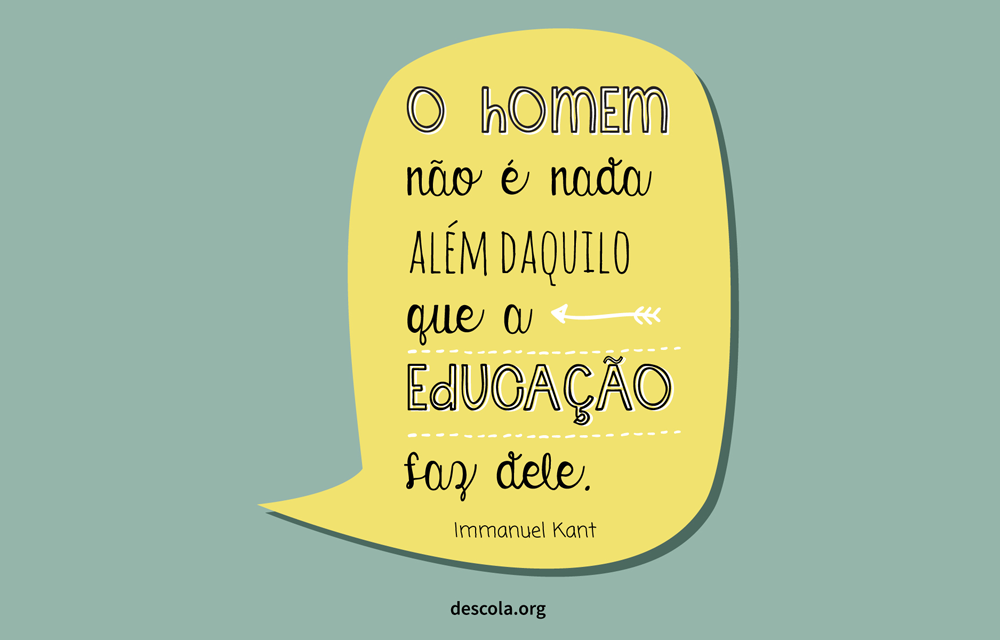 O hOMEM
não é nada
ALÉM DAQUILO
que a
EdUCAÇÃO
faz dele.
Immanuel Kant
descola.org